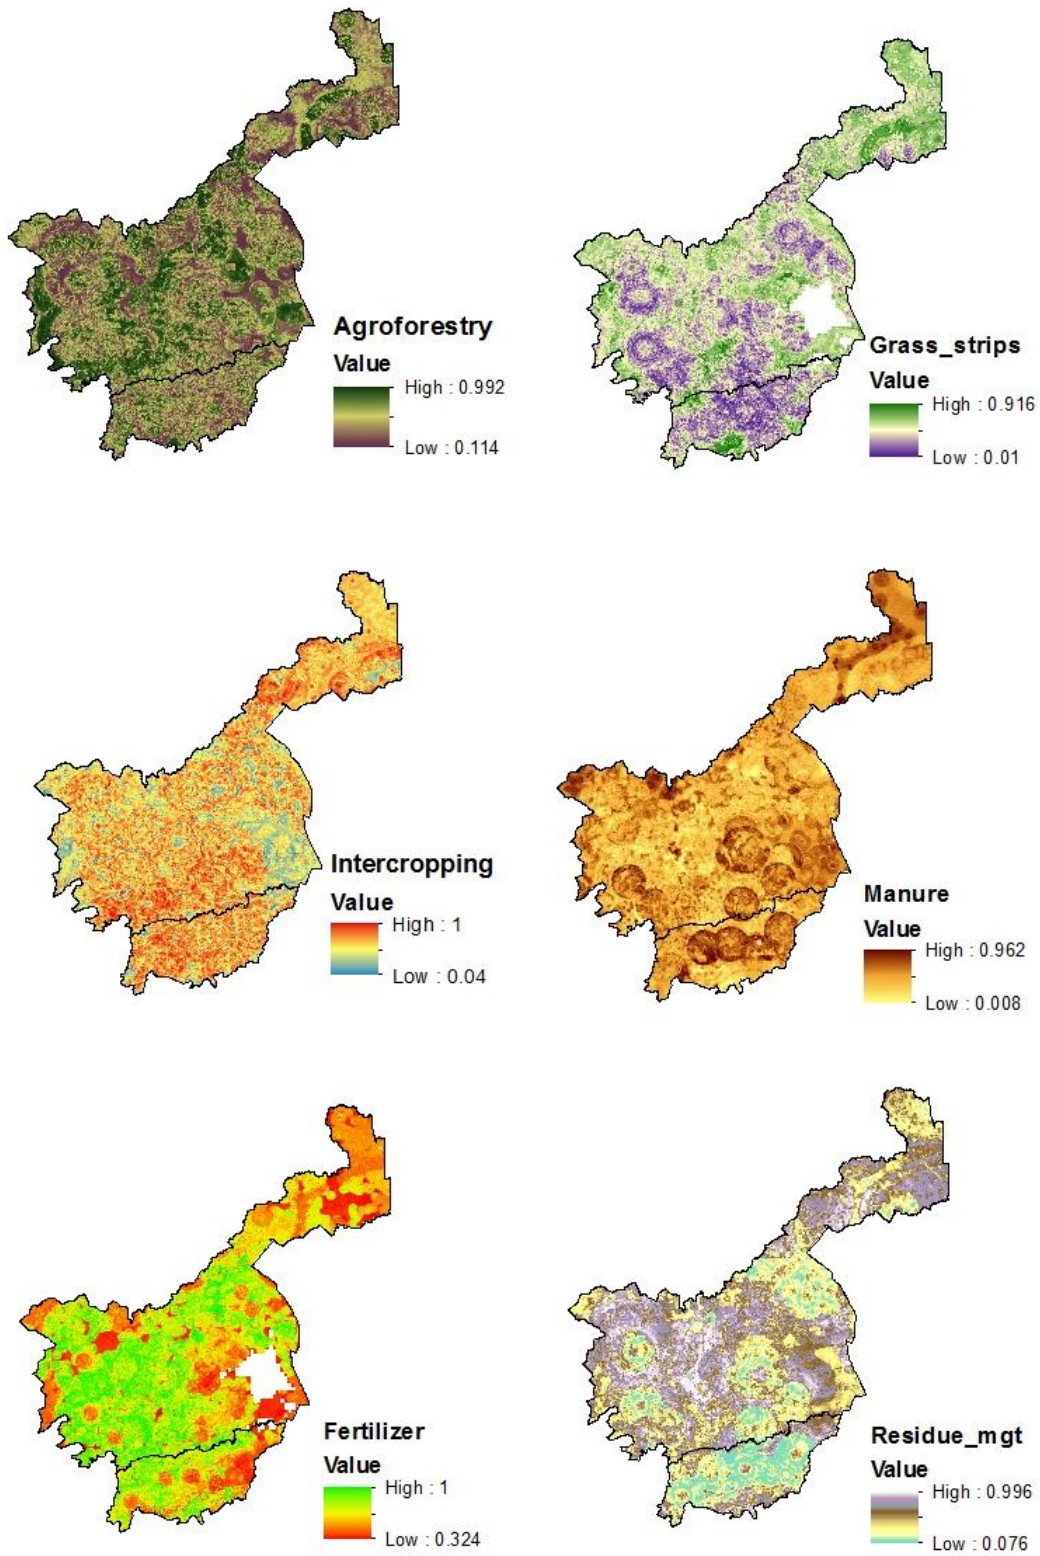 Agroforestry
Value
High : 0.992
Low : 0.114
Grass_strips
Value
High : 0.916
Low : 0.01
Intercropping
Value
High : 1
Low : 0.04
Manure
Value
High : 0.962
Low : 0.008
Fertilizer
Value
High : 1
Low : 0.324
Residue_mgt
Value
High : 0.996
Low : 0.076